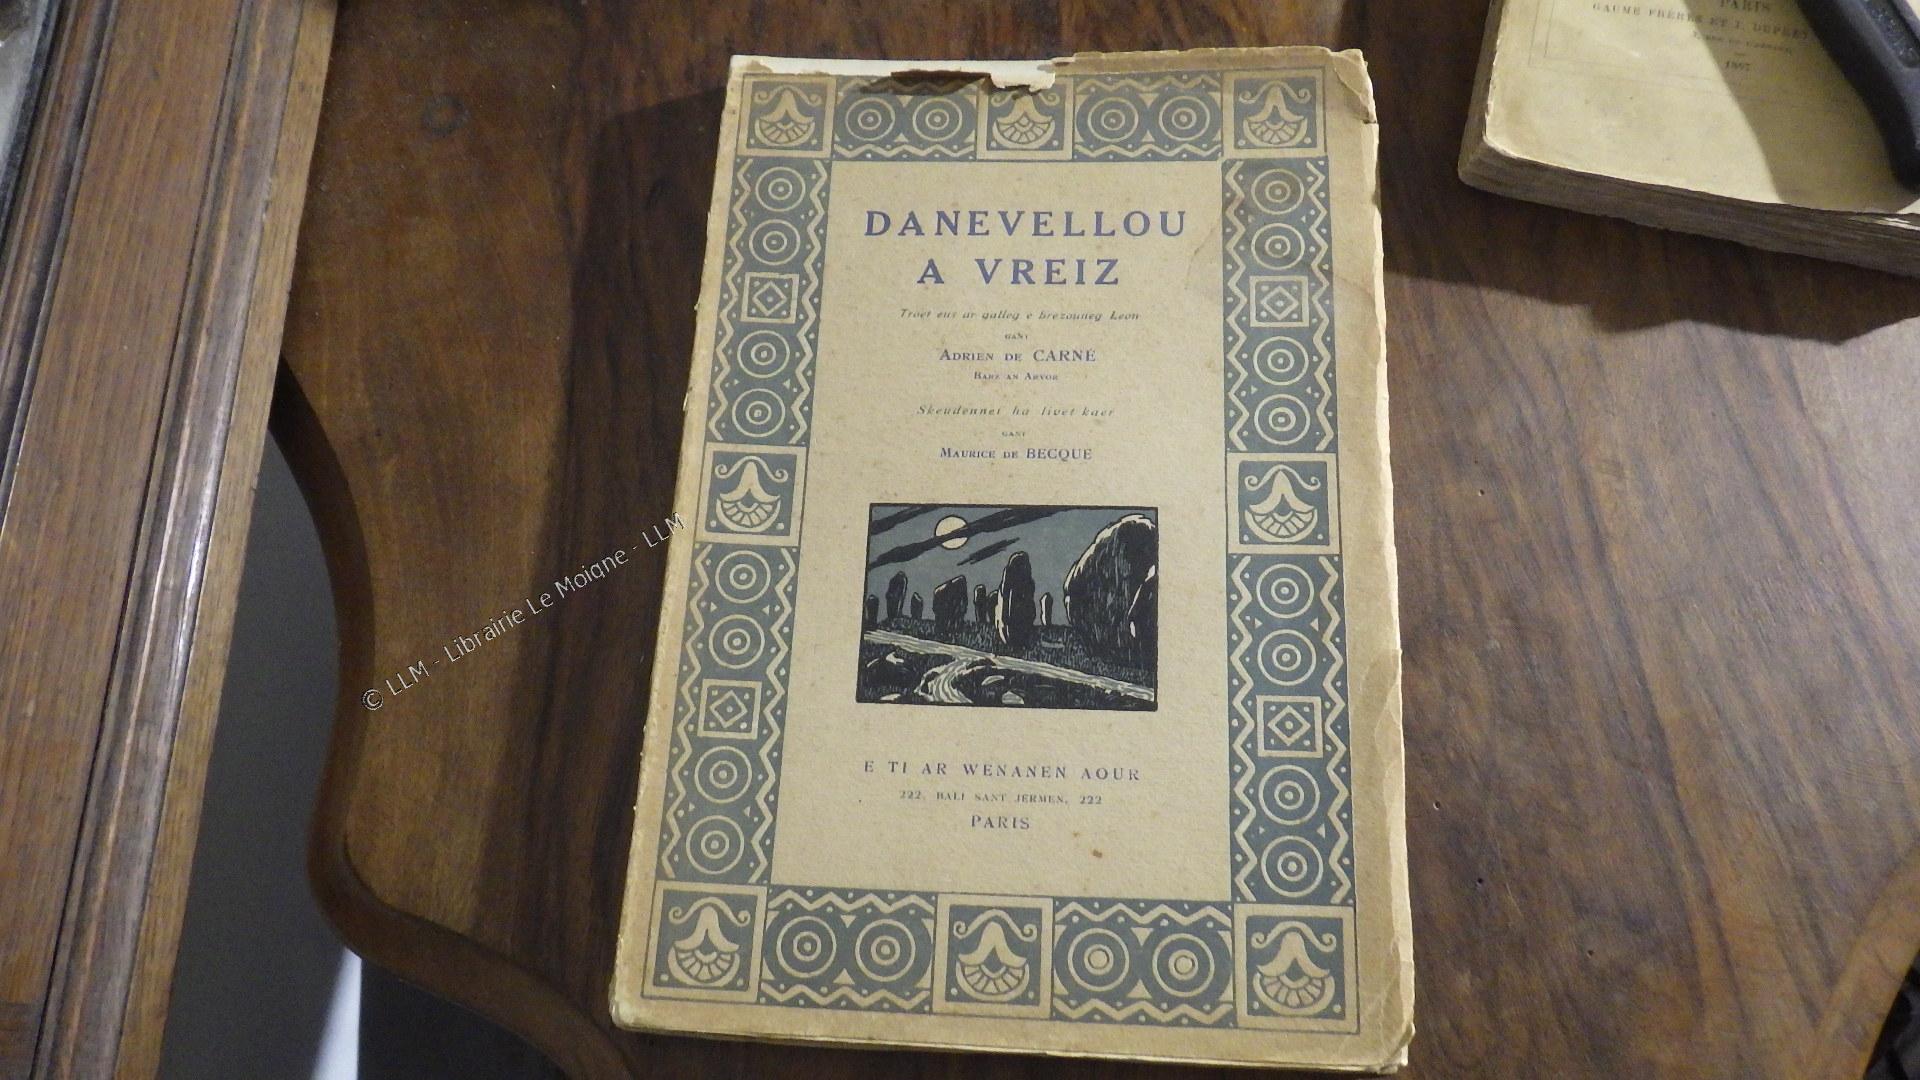 DANEVELLOU
A VREIZ
Troet eus ar galleg e brezouneg Leon
GANT
ADRIEN DE CARNÉ
BARZ AN ARVOR
Skeudennet ha livet kaer
GANT
MAURICE DE BECQUE
E TI AR WENANEN AOUR
222, BALI SANT JERMEN, 222
PARIS
PARIS
GAUME FRÈRES ET J. DUPREY
1867
© LLM - Librairie Le Moigne - LLM